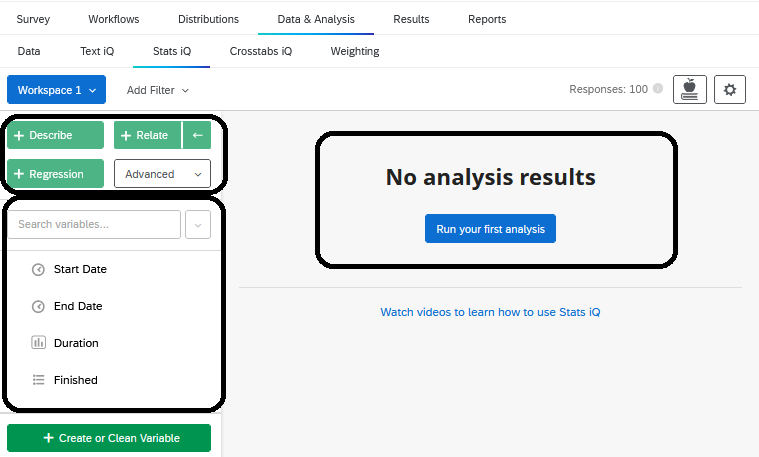 Survey Workflows Distributions Data & Analysis Results Reports
Data Text iQ Stats iQ Crosstabs iQ Weighting
Workspace 1 Add Filter Responses: 100
+ Describe + Relate ←
+ Regression Advanced
Search variables...
Start Date
End Date
Duration
Finished
+ Create or Clean Variable
No analysis results
Run your first analysis
Watch videos to learn how to use Stats iQ